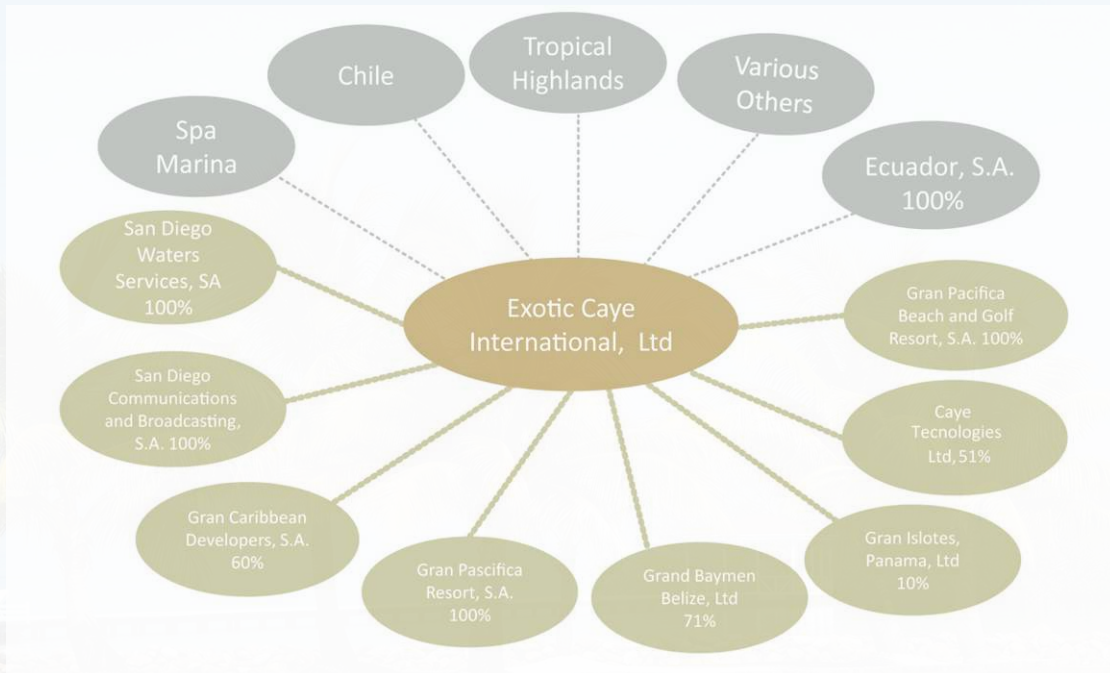 Tropical
Highlands
Chile
Various
Others
Spa
Marina
Ecuador, S.A.
100%
San Diego
Waters
Services, SA
100%
Exotic Caye
International, Ltd
Gran Pacifica
Beach and Golf
Resort, S.A. 100%
San Diego
Communications
and Broadcasting,
S.A. 100%
Caye
Tecnologies
Ltd, 51%
Gran Caribbean
Developers, S.A.
60%
Gran Pascifica
Resort, S.A.
100%
Grand Baymen
Belize, Ltd
71%
Gran Islotes,
Panama, Ltd
10%